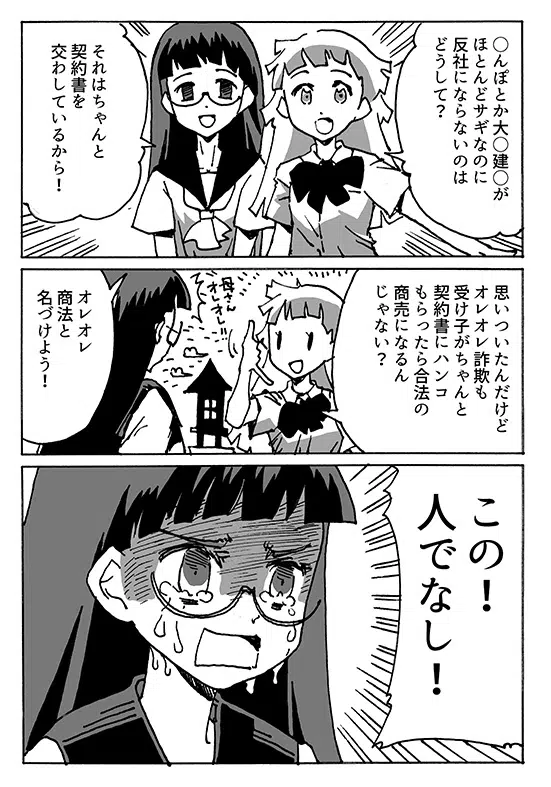 〇んぽとか大〇建〇が
ほとんどサギなのに
反社にならないのは
どうして？
それはちゃんと
契約書を
交わしているから！
思いついたんだけど
オレオレ詐欺も
受け子がちゃんと
契約書にハンコ
もらったら合法の
商売になるん
じゃない？
母さん
オレオレ
オレオレ
商法と
名づけよう！
この！
人でなし！